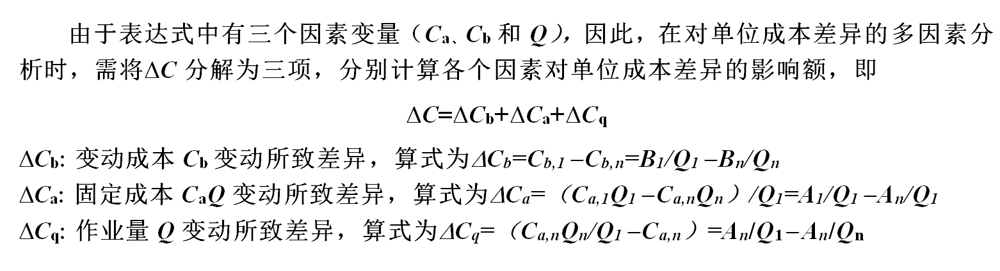 由于表达式中有三个因素变量（Ca、Cb 和 Q），因此，在对单位成本差异的多因素分
析时，需将ΔC 分解为三项，分别计算各个因素对单位成本差异的影响额，即
ΔC=ΔCb+ΔCa+ΔCq
ΔCb: 变动成本 Cb 变动所致差异，算式为ΔCb=Cb,1–Cb,n=B1/Q1–Bn/Qn
ΔCa: 固定成本 CaQ 变动所致差异，算式为ΔCa=（Ca,1Q1–Ca,nQn）/Q1=A1/Q1–An/Q1
ΔCq: 作业量 Q 变动所致差异，算式为ΔCq=（Ca,nQn/Q1–Ca,n）=An/Q1–An/Qn